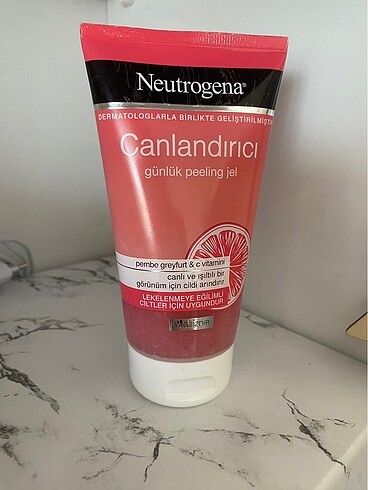 Neutrogena®
DERMATOLOGLARLA BİRLİKTE GELİŞTİRİLMİŞTİR
Canlandırıcı
günlük peeling jel
pembe greyfurt & c vitamini
canlı ve ışıltılı bir
görünüm için cildi arındırır
LEKELENMEYE EĞİLİMLİ
CİLTLER İÇİN UYGUNDUR